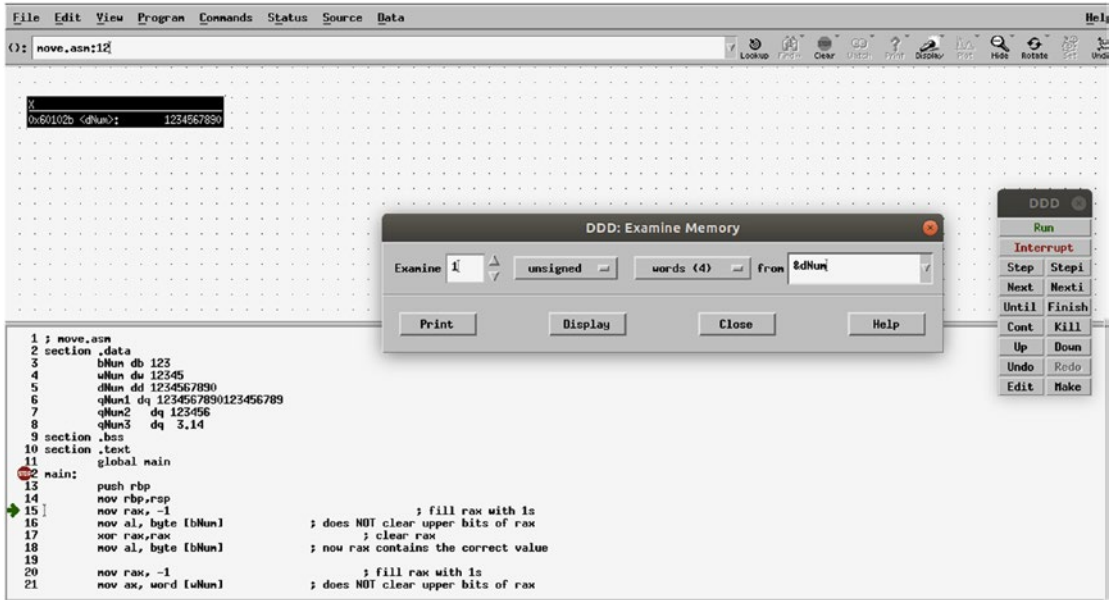 File Edit View Program Commands Status Source Data Help
(): move.asm:12
Lookup Clear Watch Print Display Plot Hide Rotate Set
X
0x60102b <dNum>: 1234567890
DDD: Examine Memory
Examine 1 unsigned words (4) from &dNum
Print Display Close Help
DDD
Run
Interrupt
Step Stepi
Next Nexti
Until Finish
Cont Kill
Up Down
Undo Redo
Edit Make
1 ; move.asm
2 section .data
3 bNum db 123
4 wNum dw 12345
5 dNum dd 1234567890
6 qNum1 dq 1234567890123456789
7 qNum2 dq 123456
8 qNum3 dq 3.14
9 section .bss
10 section .text
11 global main
2 main:
13 push rbp
14 mov rbp,rsp
15 mov rax, -1 ; fill rax with 1s
16 mov al, byte [bNum] ; does NOT clear upper bits of rax
17 xor rax,rax ; clear rax
18 mov al, byte [bNum] ; now rax contains the correct value
19
20 mov rax, -1 ; fill rax with 1s
21 mov ax, word [wNum] ; does NOT clear upper bits of rax